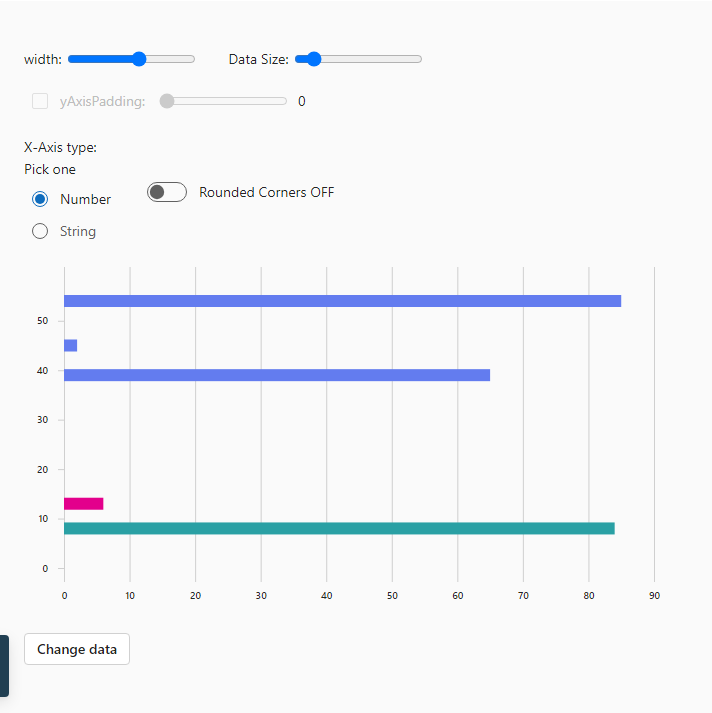 width: Data Size:
yAxisPadding: 0
X-Axis type:
Pick one
Number Rounded Corners OFF
String
50
40
30
20
10
0
0 10 20 30 40 50 60 70 80 90
Change data